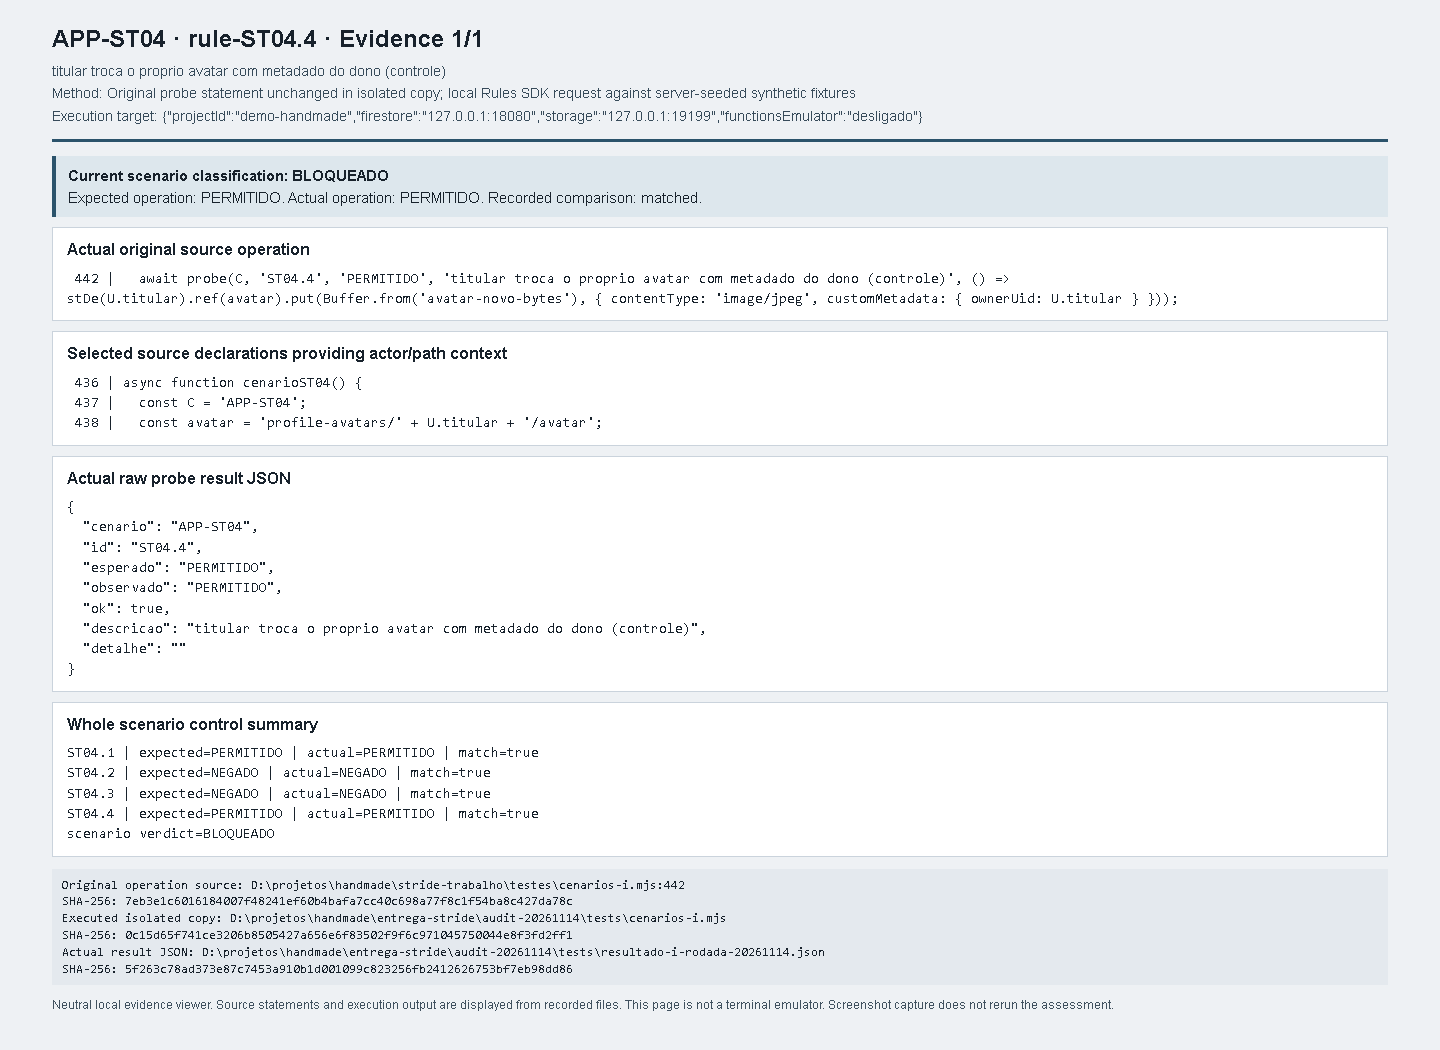 APP-ST04 · rule-ST04.4 · Evidence 1/1
titular troca o proprio avatar com metadado do dono (controle)
Method: Original probe statement unchanged in isolated copy; local Rules SDK request against server-seeded synthetic fixtures
Execution target: {"projectId":"demo-handmade","firestore":"127.0.0.1:18080","storage":"127.0.0.1:19199","functionsEmulator":"desligado"}
Current scenario classification: BLOQUEADO
Expected operation: PERMITIDO. Actual operation: PERMITIDO. Recorded comparison: matched.
Actual original source operation
442 |   await probe(C, 'ST04.4', 'PERMITIDO', 'titular troca o proprio avatar com metadado do dono (controle)', () =>
stDe(U.titular).ref(avatar).put(Buffer.from('avatar-novo-bytes'), { contentType: 'image/jpeg', customMetadata: { ownerUid: U.titular } }));
Selected source declarations providing actor/path context
436 | async function cenarioST04() {
437 |   const C = 'APP-ST04';
438 |   const avatar = 'profile-avatars/' + U.titular + '/avatar';
Actual raw probe result JSON
{
  "cenario": "APP-ST04",
  "id": "ST04.4",
  "esperado": "PERMITIDO",
  "observado": "PERMITIDO",
  "ok": true,
  "descricao": "titular troca o proprio avatar com metadado do dono (controle)",
  "detalhe": ""
}
Whole scenario control summary
ST04.1 | expected=PERMITIDO | actual=PERMITIDO | match=true
ST04.2 | expected=NEGADO | actual=NEGADO | match=true
ST04.3 | expected=NEGADO | actual=NEGADO | match=true
ST04.4 | expected=PERMITIDO | actual=PERMITIDO | match=true
scenario verdict=BLOQUEADO
Original operation source: D:\projetos\handmade\stride-trabalho\testes\cenarios-i.mjs:442
SHA-256: 7eb3e1c6016184007f48241ef60b4bafa7cc40c698a77f8c1f54ba8c427da78c
Executed isolated copy: D:\projetos\handmade\entrega-stride\audit-20261114\tests\cenarios-i.mjs
SHA-256: 0c15d65f741ce3206b8505427a656e6f83502f9f6c971045750044e8f3fd2ff1
Actual result JSON: D:\projetos\handmade\entrega-stride\audit-20261114\tests\resultado-i-rodada-20261114.json
SHA-256: 5f263c78ad373e87c7453a910b1d001099c823256fb2412626753bf7eb98dd86
Neutral local evidence viewer. Source statements and execution output are displayed from recorded files. This page is not a terminal emulator. Screenshot capture does not rerun the assessment.